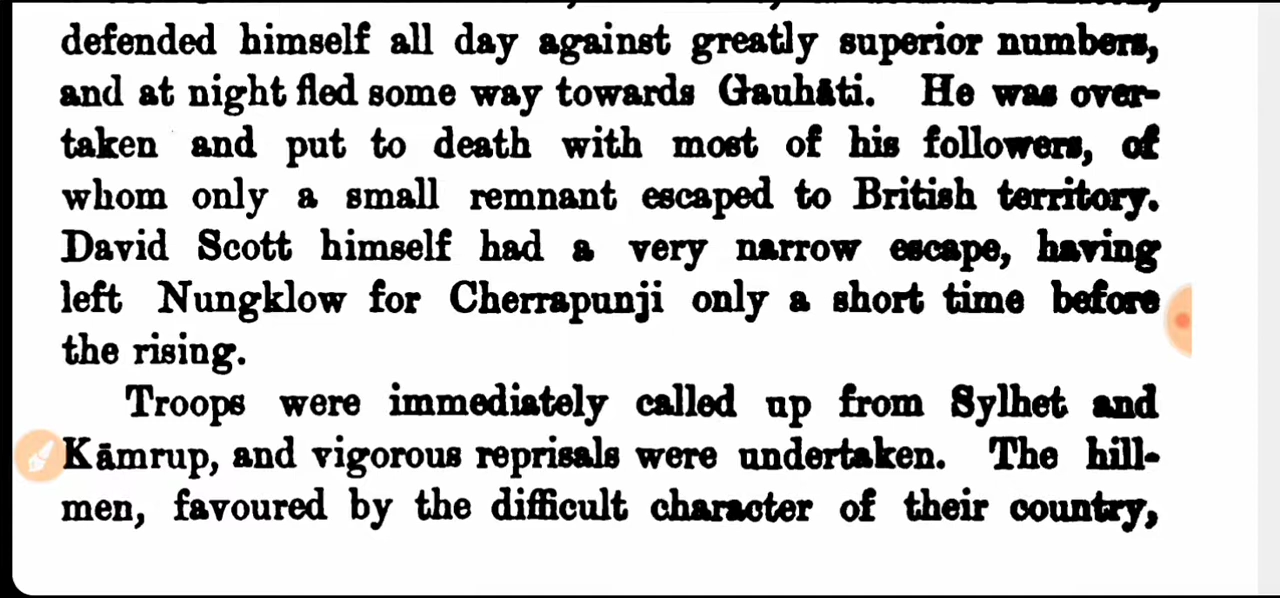 defended himself all day against greatly superior numbers,
and at night fled some way towards Gauhāti. He was over-
taken and put to death with most of his followers, of
whom only a small remnant escaped to British territory.
David Scott himself had a very narrow escape, having
left Nungklow for Cherrapunji only a short time before
the rising.
Troops were immediately called up from Sylhet and
Kāmrup, and vigorous reprisals were undertaken. The hill-
men, favoured by the difficult character of their country,